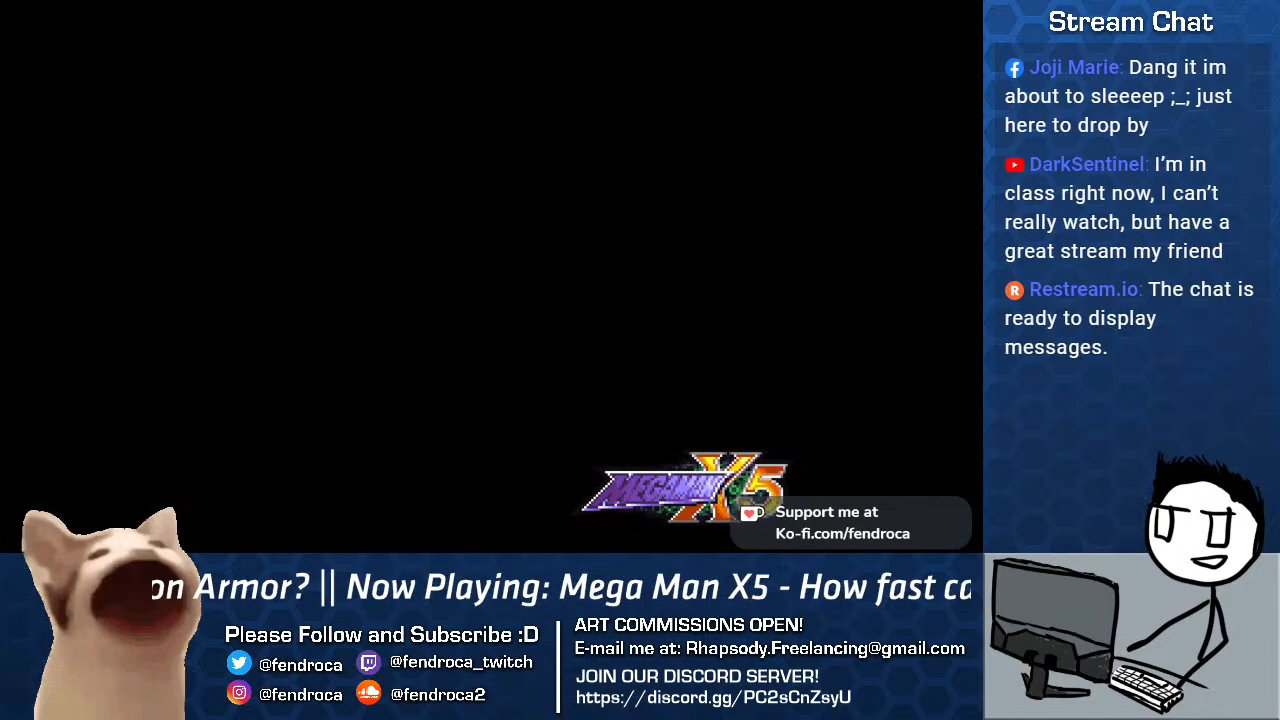 Stream Chat
Joji Marie: Dang it im
about to sleeeep ;_; just
here to drop by
DarkSentinel: I'm in
class right now, I can't
really watch, but have a
great stream my friend
Restream.io: The chat is
ready to display
messages.
MEGAMAN X5
Support me at
Ko-fi.com/fendroca
on Armor? || Now Playing: Mega Man X5 - How fast ca
Please Follow and Subscribe :D
@fendroca
@fendroca_twitch
@fendroca
@fendroca2
ART COMMISSIONS OPEN!
E-mail me at: Rhapsody.Freelancing@gmail.com
JOIN OUR DISCORD SERVER!
https://discord.gg/PC2sCnZsyU